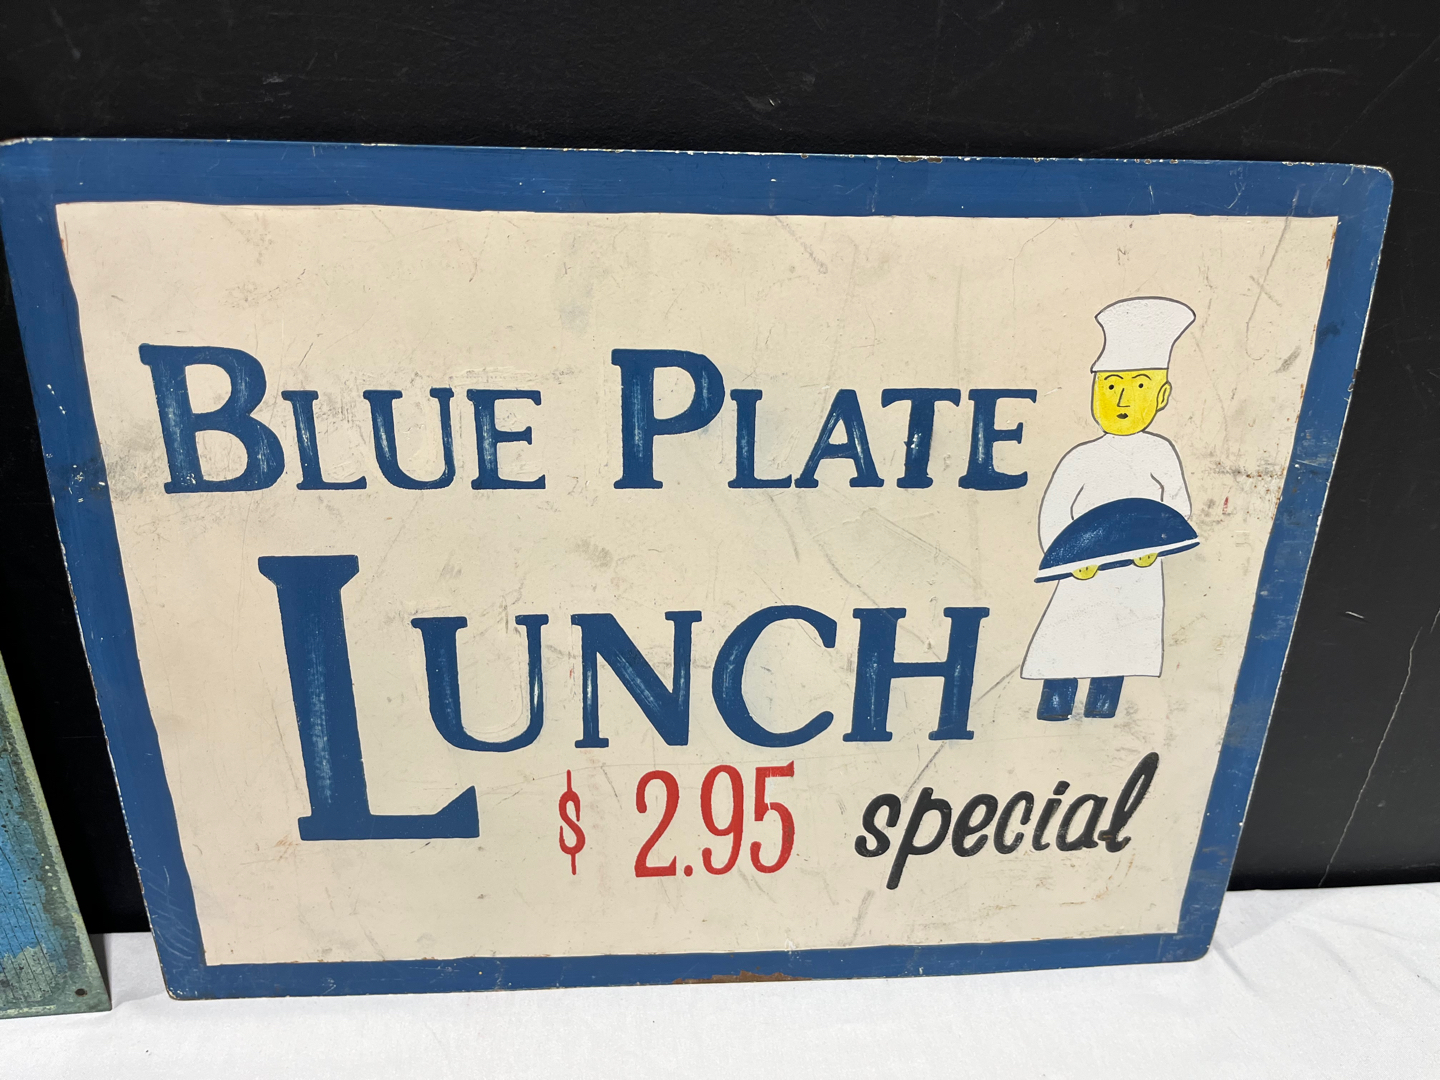 BLUE PLATE
LUNCH
$ 2.95 special